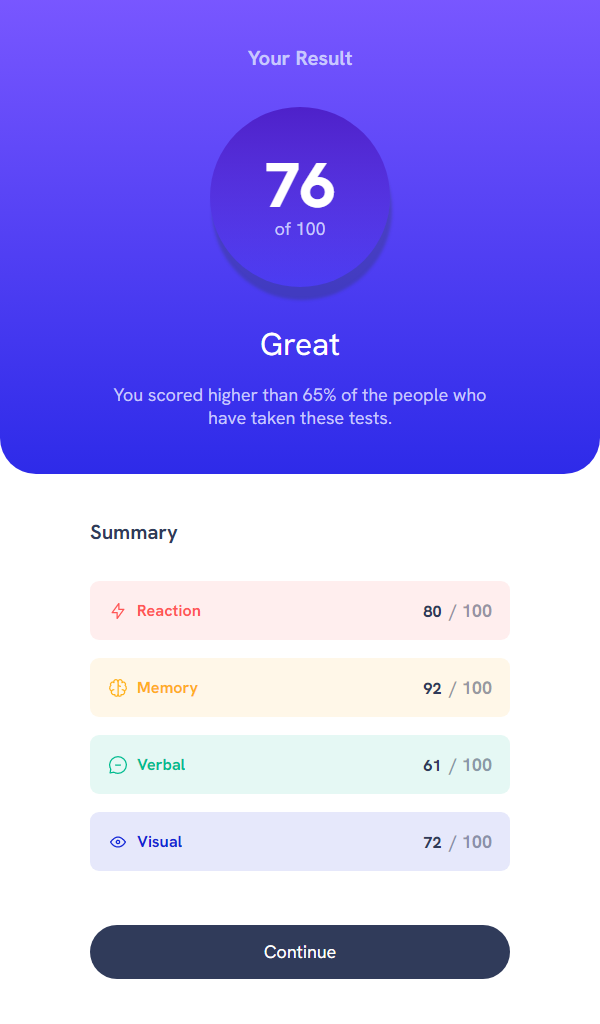 Your Result
76
of 100
Great
You scored higher than 65% of the people who
have taken these tests.
Summary
Reaction 80 / 100
Memory 92 / 100
Verbal 61 / 100
Visual 72 / 100
Continue